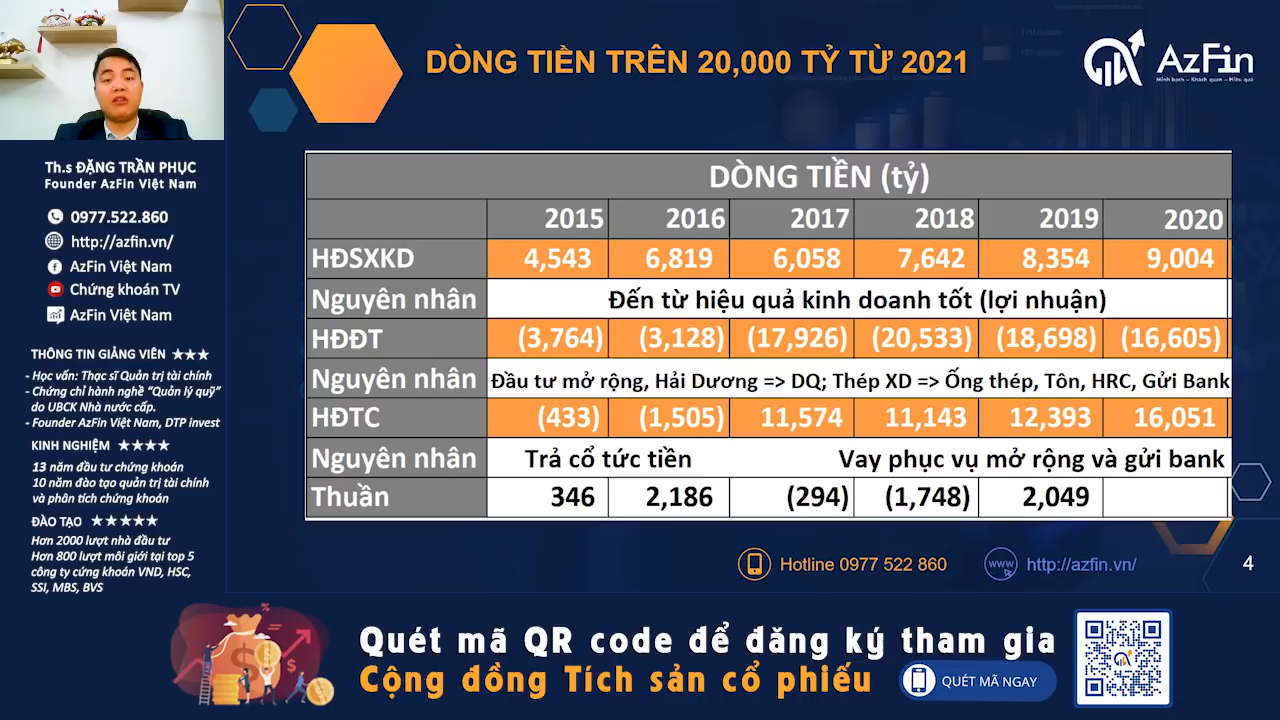 DÒNG TIỀN TRÊN 20,000 TỶ TỪ 2021
AzFin
Minh bạch – Khách quan – Hiệu quả
Th.s ĐẶNG TRẦN PHỤC
Founder AzFin Việt Nam
0977.522.860
http://azfin.vn/
AzFin Việt Nam
Chứng khoán TV
AzFin Việt Nam
THÔNG TIN GIẢNG VIÊN ★★★
- Học vấn: Thạc sĩ Quản trị tài chính
- Chứng chỉ hành nghề "Quản lý quỹ"
do UBCK Nhà nước cấp.
- Founder AzFin Việt Nam, DTP invest
KINH NGHIỆM ★★★★
13 năm đầu tư chứng khoán
10 năm đào tạo quản trị tài chính
và phân tích chứng khoán
ĐÀO TẠO ★★★★★
Hơn 2000 lượt nhà đầu tư
Hơn 800 lượt môi giới tại top 5
công ty cứng khoán VND, HSC,
SSI, MBS, BVS
DÒNG TIỀN (tỷ)
2015 2016 2017 2018 2019 2020
HĐSXKD 4,543 6,819 6,058 7,642 8,354 9,004
Nguyên nhân Đến từ hiệu quả kinh doanh tốt (lợi nhuận)
HĐĐT (3,764) (3,128) (17,926) (20,533) (18,698) (16,605)
Nguyên nhân Đầu tư mở rộng, Hải Dương => DQ; Thép XD => Ống thép, Tôn, HRC, Gửi Bank
HĐTC (433) (1,505) 11,574 11,143 12,393 16,051
Nguyên nhân Trả cổ tức tiền Vay phục vụ mở rộng và gửi bank
Thuần 346 2,186 (294) (1,748) 2,049
Hotline 0977 522 860
www
http://azfin.vn/
4
Quét mã QR code để đăng ký tham gia
Cộng đồng Tích sản cổ phiếu
QUÉT MÃ NGAY